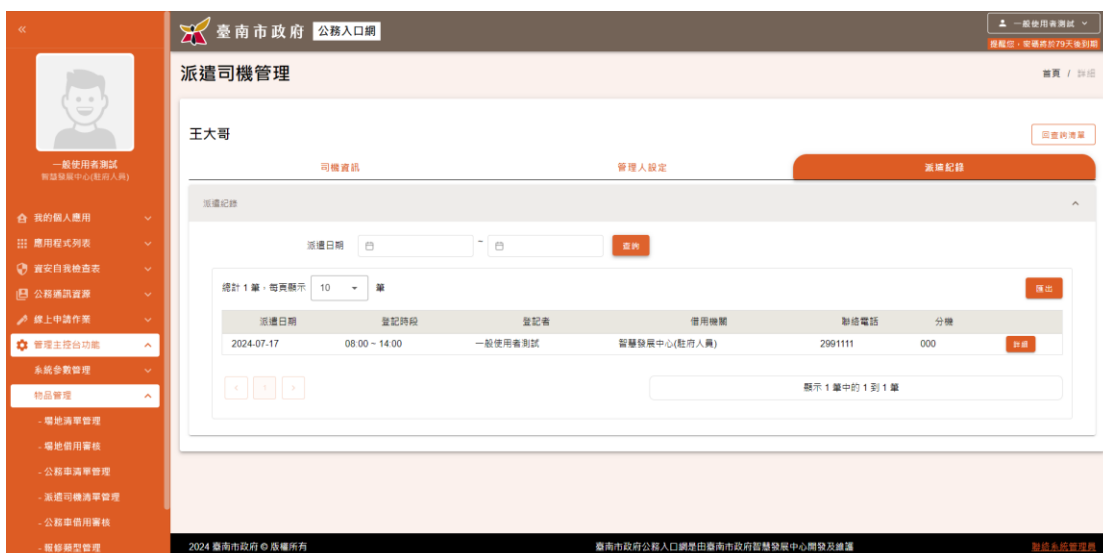 «
臺南市政府 公務入口網
一般使用者測試
提醒您，密碼將於79天後到期
派遣司機管理
首頁 / 詳細
一般使用者測試
智慧發展中心(駐府人員)
王大哥
回查詢清單
司機資訊 管理人設定 派遣紀錄
派遣紀錄
派遣日期 ~ 查詢
總計 1 筆，每頁顯示 10 筆
匯出
派遣日期 登記時段 登記者 借用機關 聯絡電話 分機
2024-07-17 08:00 ~ 14:00 一般使用者測試 智慧發展中心(駐府人員) 2991111 000 詳細
‹ 1 ›
顯示 1 筆中的 1 到 1 筆
我的個人應用
應用程式列表
資安自我檢查表
公務通訊資源
線上申請作業
管理主控台功能
系統參數管理
物品管理
- 場地清單管理
- 場地借用審核
- 公務車清單管理
- 派遣司機清單管理
- 公務車借用審核
- 報修類型管理
2024 臺南市政府 © 版權所有
臺南市政府公務入口網是由臺南市政府智慧發展中心開發及維護
聯絡系統管理員